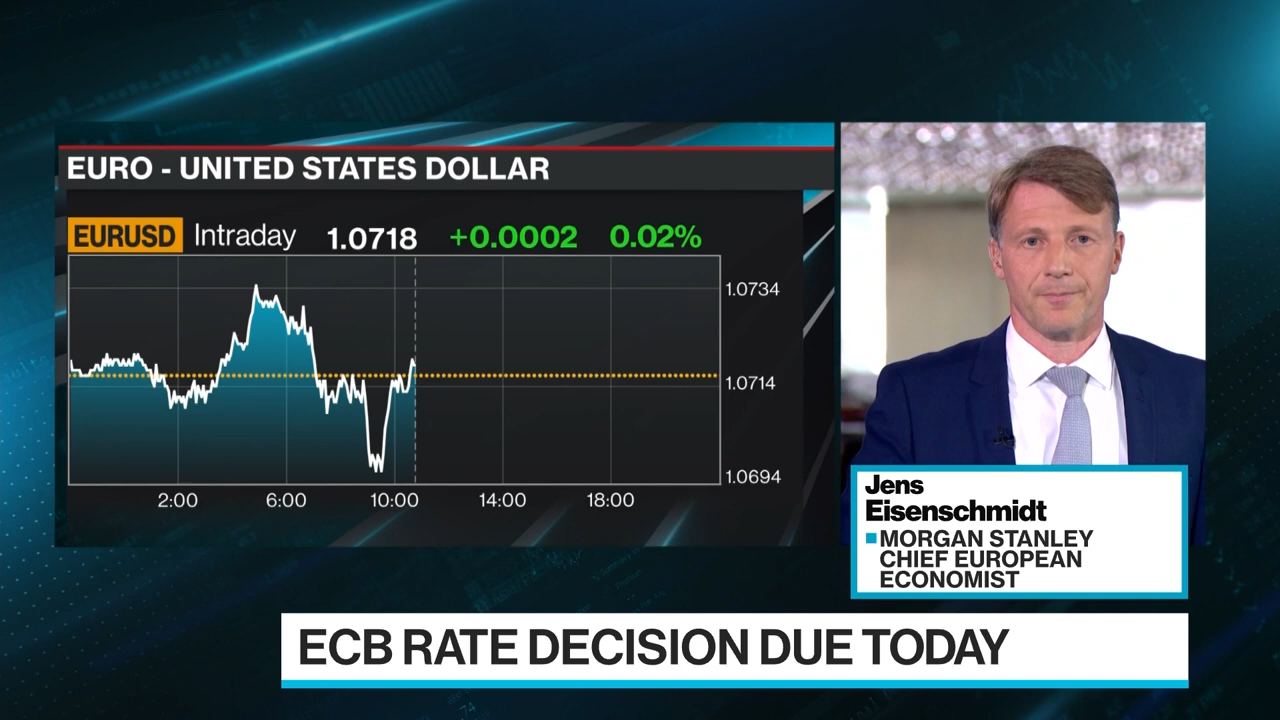 EURO - UNITED STATES DOLLAR
EURUSD Intraday 1.0718 +0.0002 0.02%
1.0734
1.0714
1.0694
2:00 6:00 10:00 14:00 18:00
Jens
Eisenschmidt
MORGAN STANLEY
CHIEF EUROPEAN
ECONOMIST
ECB RATE DECISION DUE TODAY